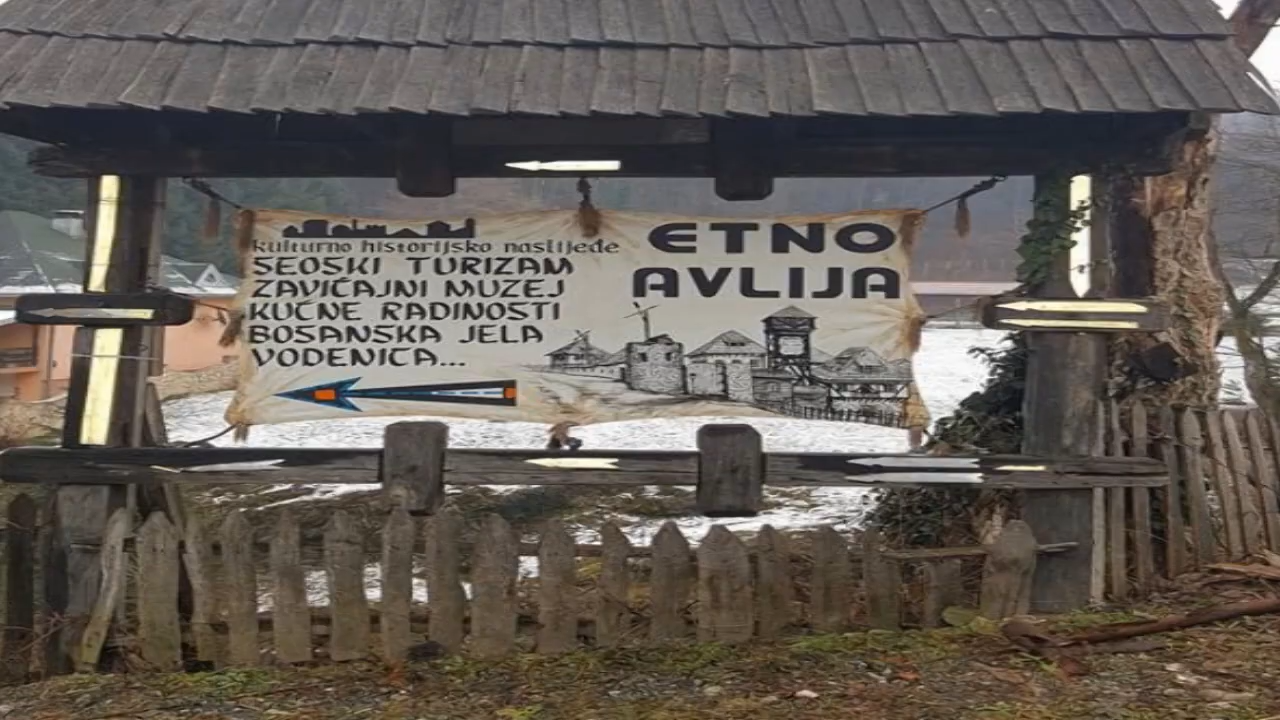 kulturno historijsko naslijeđe
SEOSKI TURIZAM
ZAVIČAJNI MUZEJ
KUĆNE RADINOSTI
BOSANSKA JELA
VODENICA...
ETNO
AVLIJA